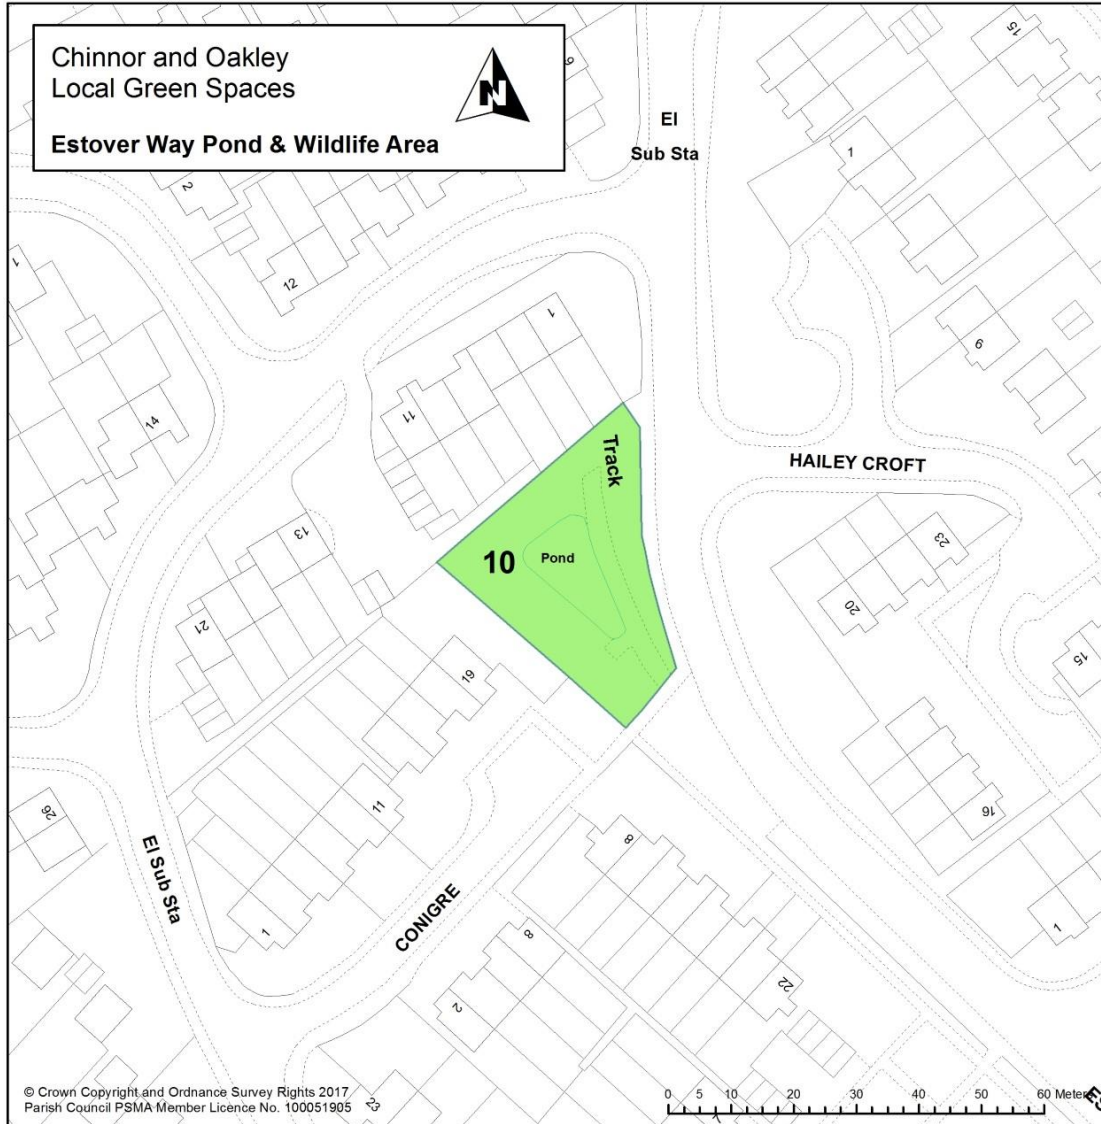 Chinnor and Oakley
Local Green Spaces
N
Estover Way Pond & Wildlife Area
El
Sub Sta
15
9
1
2
12
1
1
9
14
11
Track
HAILEY CROFT
10
Pond
13
23
20
21
19
15
16
26
11
8
El Sub Sta
CONIGRE
1
1
8
22
2
© Crown Copyright and Ordnance Survey Rights 2017
Parish Council PSMA Member Licence No. 100051905
23
0 5 10 20 30 40 50 60 Meters
7